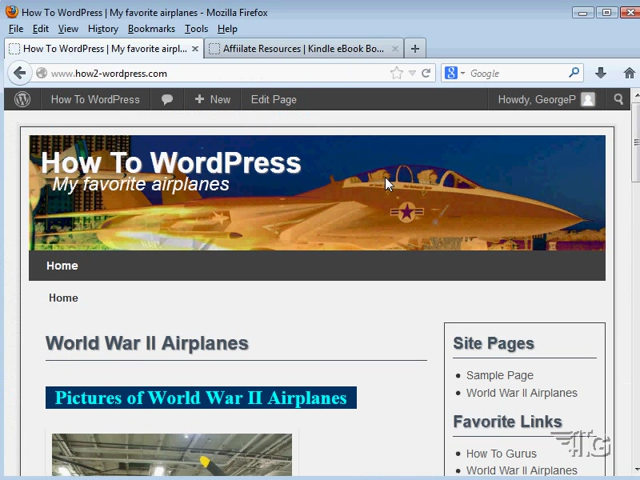 How To WordPress | My favorite airplanes - Mozilla Firefox
File Edit View History Bookmarks Tools Help
How To WordPress | My favorite airpl... × Affiilate Resources | Kindle eBook Bo... × +
www.how2-wordpress.com Google
How To WordPress + New Edit Page Howdy, GeorgeP
How To WordPress
My favorite airplanes
Home
Home
World War II Airplanes
Pictures of World War II Airplanes
Site Pages
Sample Page
World War II Airplanes
Favorite Links
How To Gurus
World War II Airplanes